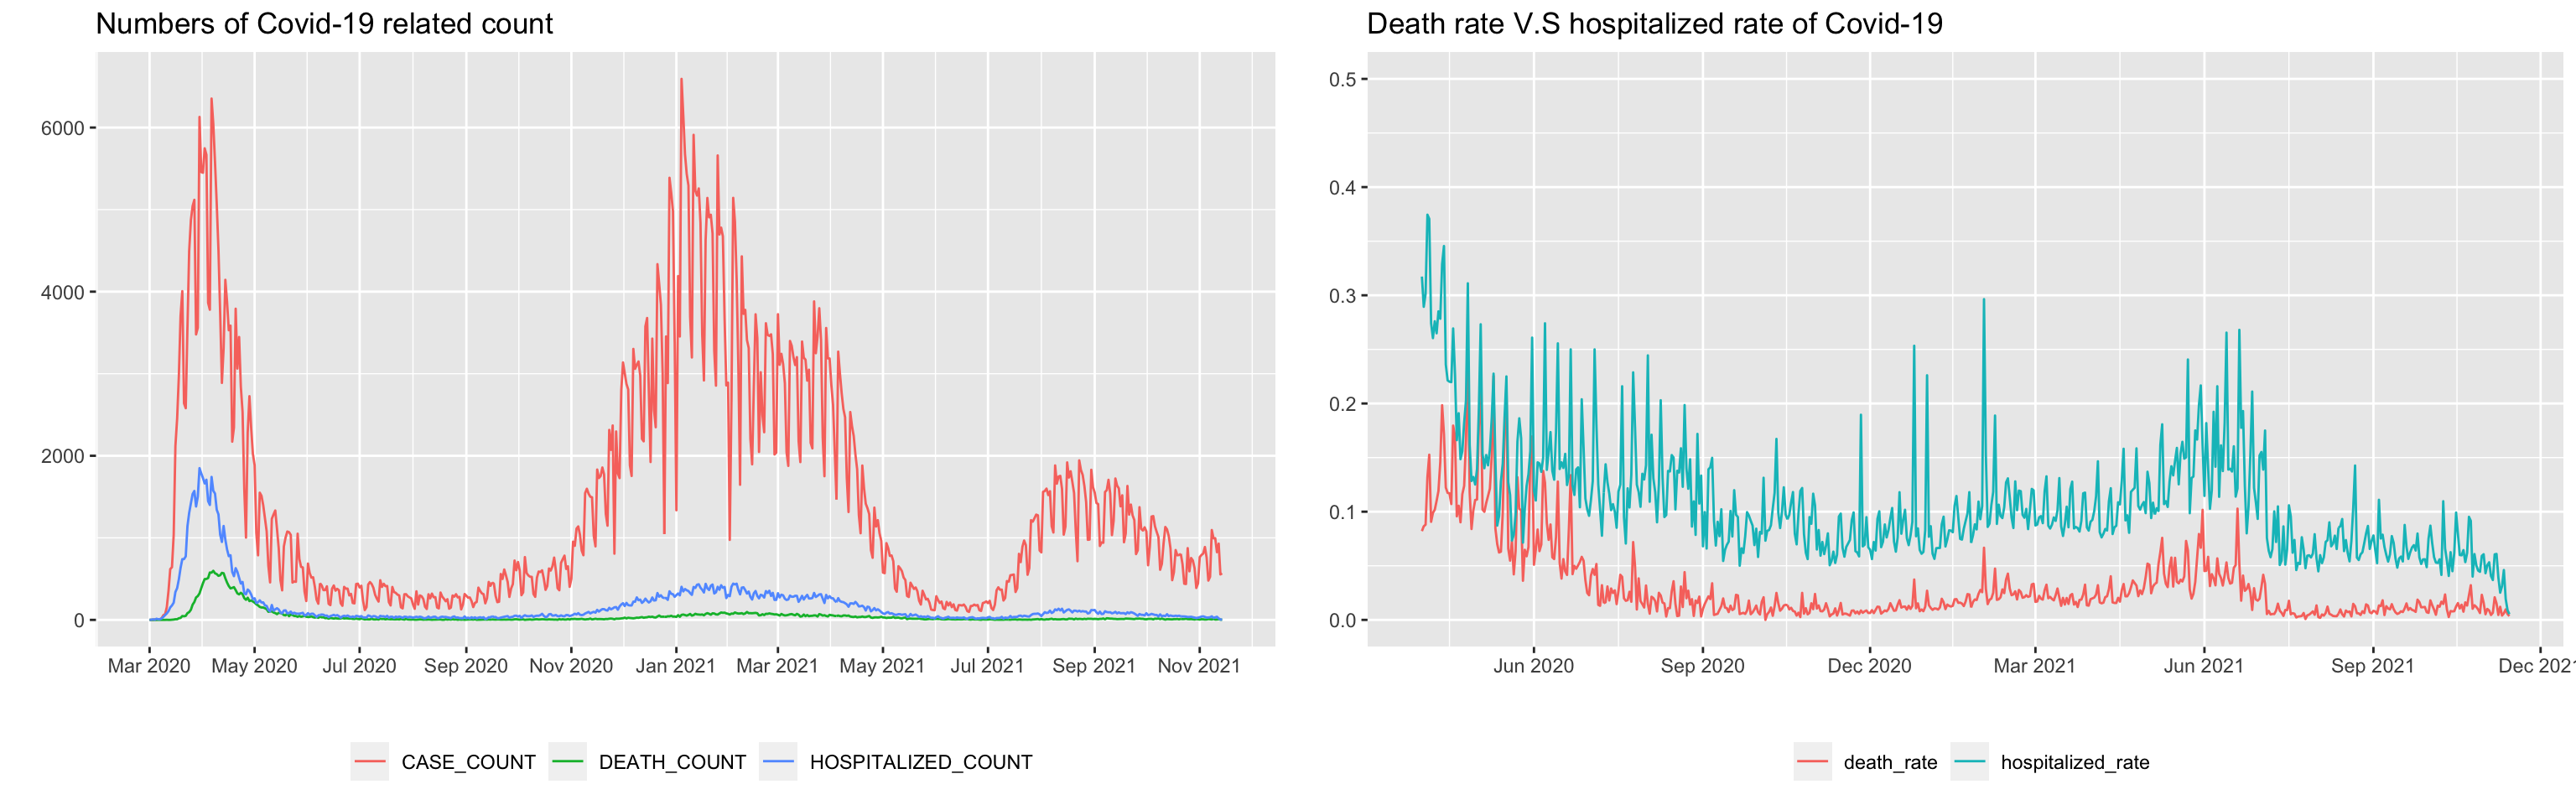 Numbers of Covid-19 related count
6000
4000
2000
0
Mar 2020 May 2020 Jul 2020 Sep 2020 Nov 2020 Jan 2021 Mar 2021 May 2021 Jul 2021 Sep 2021 Nov 2021
CASE_COUNT DEATH_COUNT HOSPITALIZED_COUNT
Death rate V.S hospitalized rate of Covid-19
0.5
0.4
0.3
0.2
0.1
0.0
Jun 2020 Sep 2020 Dec 2020 Mar 2021 Jun 2021 Sep 2021 Dec 2021
death_rate hospitalized_rate